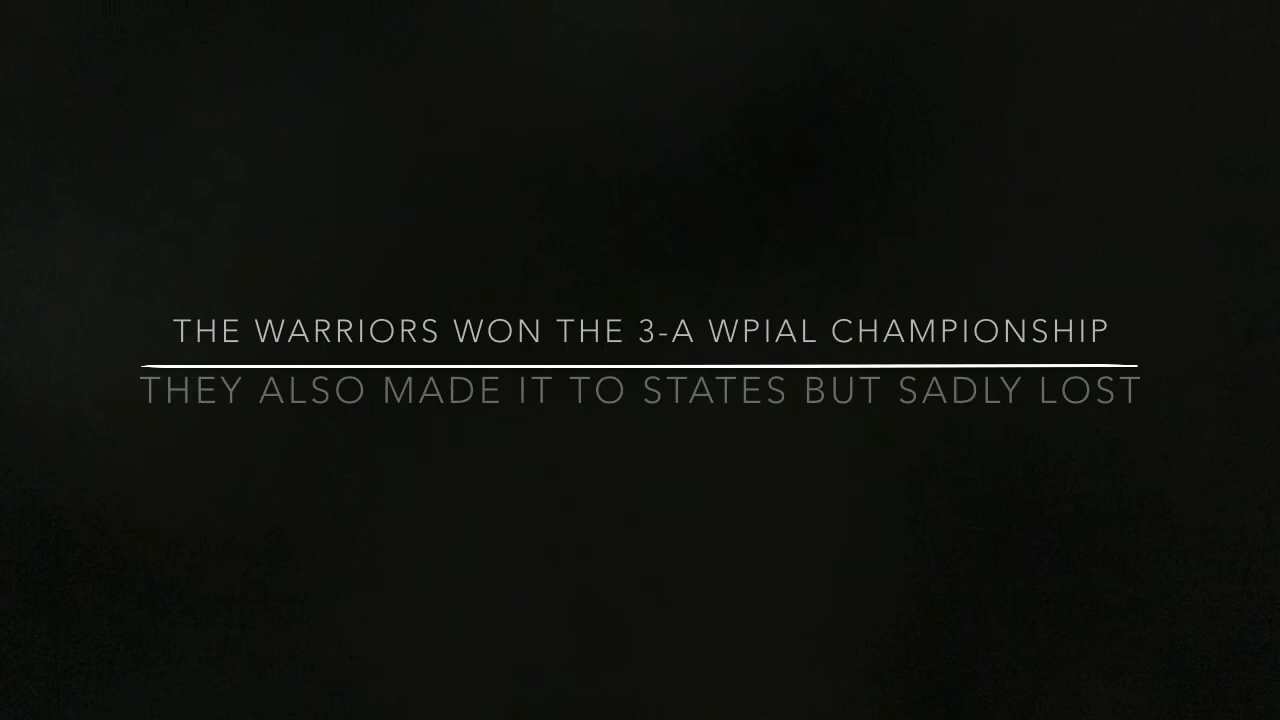 THE WARRIORS WON THE 3-A WPIAL CHAMPIONSHIP
THEY ALSO MADE IT TO STATES BUT SADLY LOST